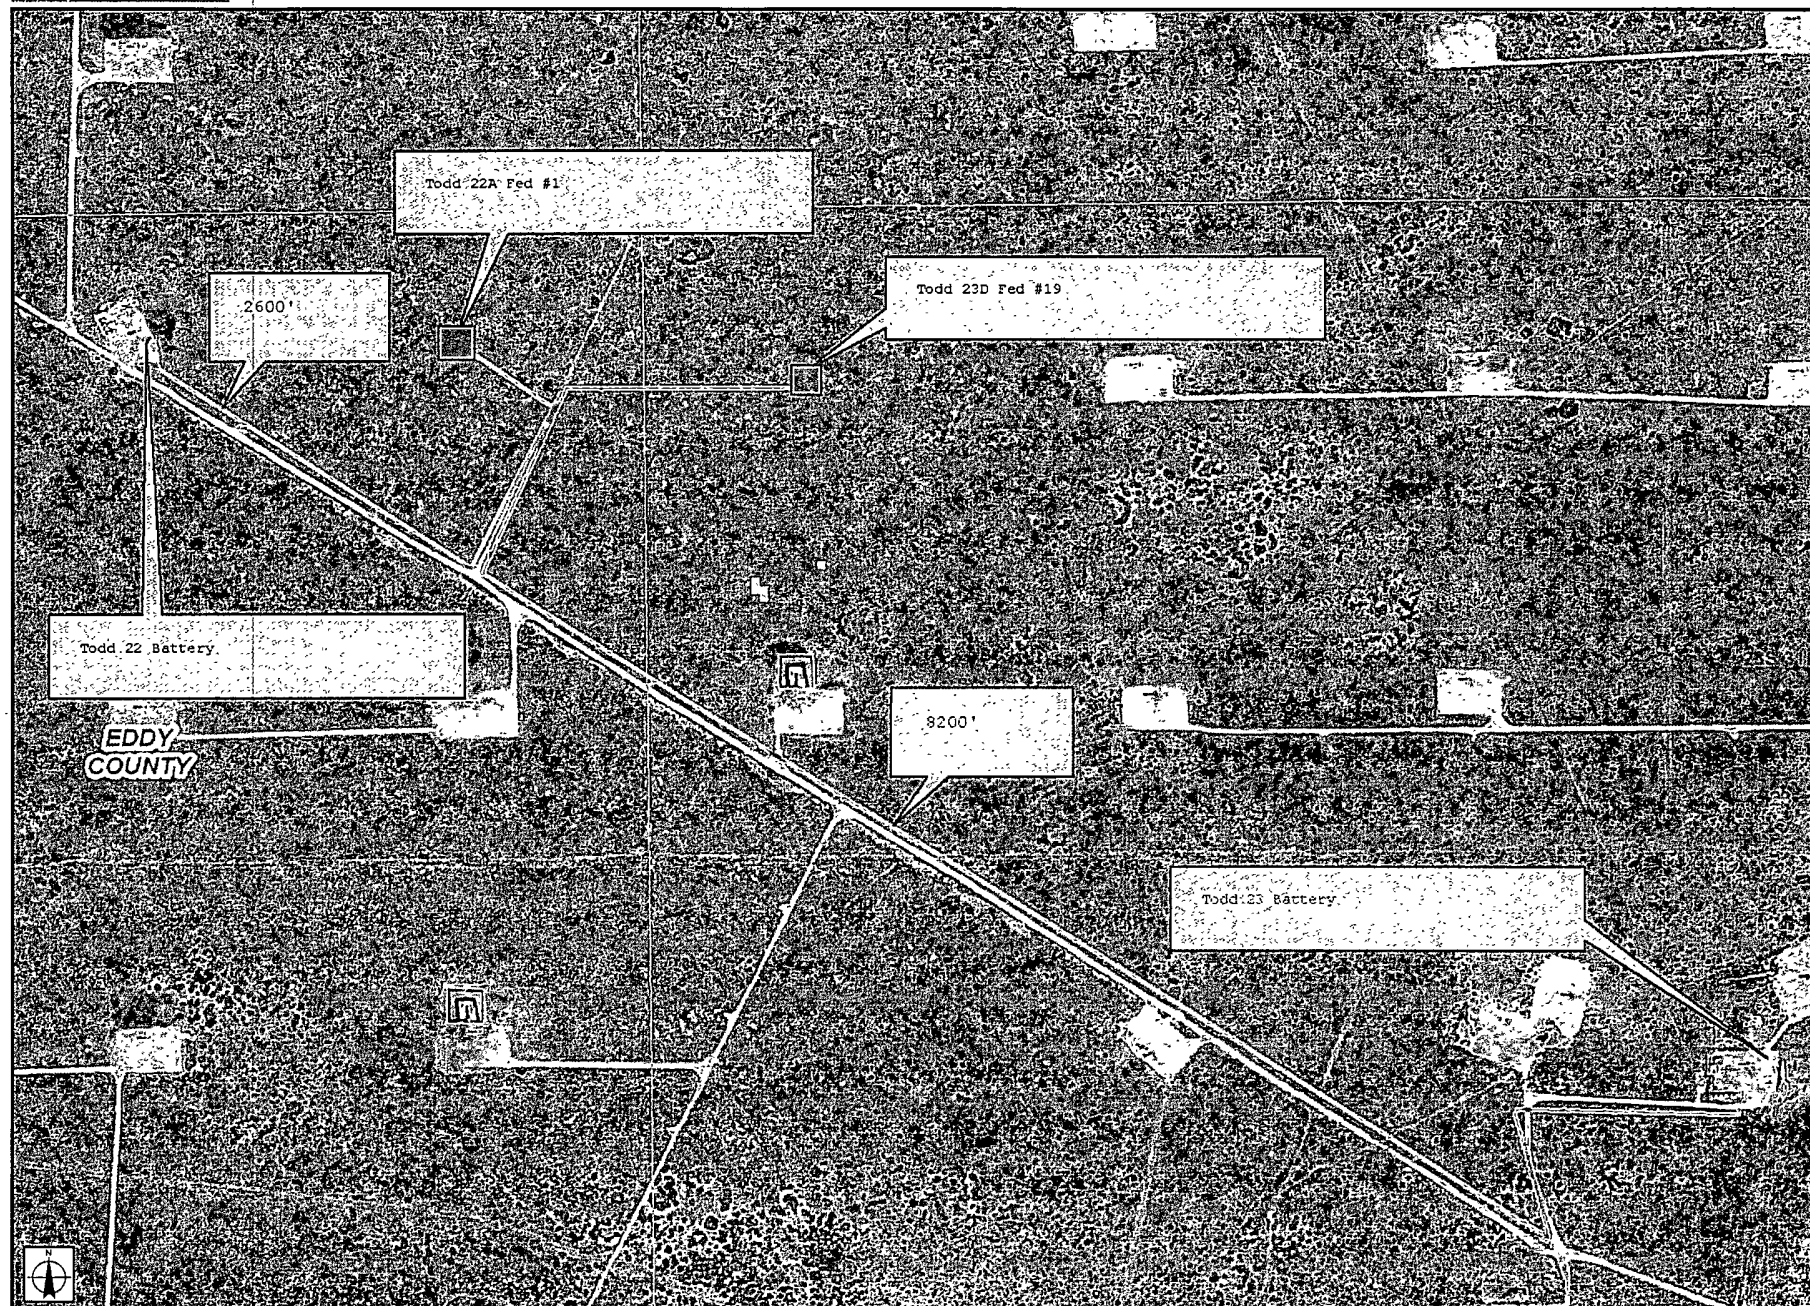 Todd 22A Fed #1
Todd 23D Fed #19
2600'
Todd 22 Battery
8200'
EDDY
COUNTY
Todd 23 Battery
N